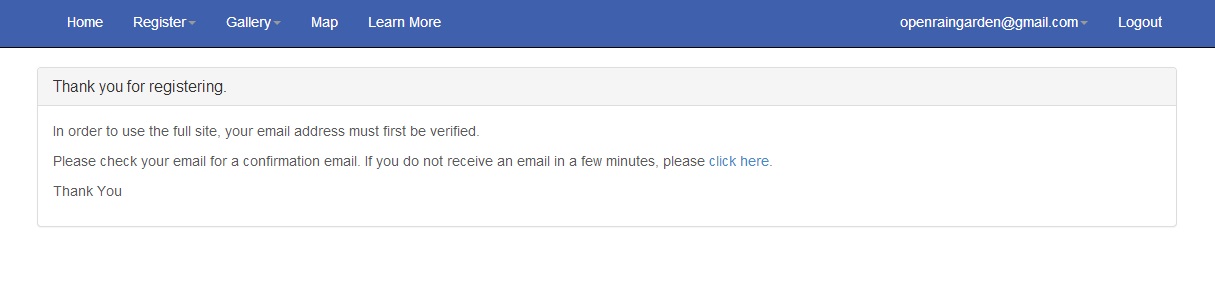 Home Register Gallery Map Learn More openraingarden@gmail.com Logout
Thank you for registering.
In order to use the full site, your email address must first be verified.
Please check your email for a confirmation email. If you do not receive an email in a few minutes, please click here.
Thank You